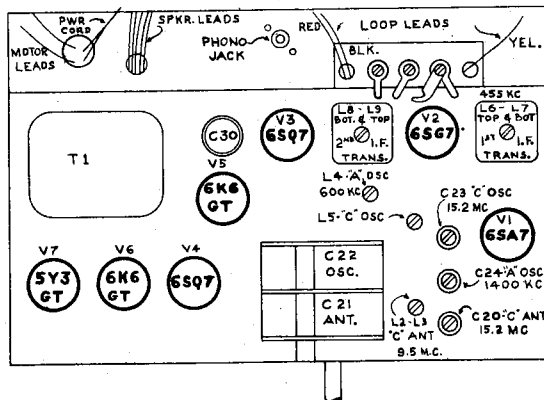 PWR
CORD
MOTOR
LEADS
SPKR. LEADS
PHONO-
JACK
RED
LOOP LEADS
BLK.
YEL.
455 KC
T1
C30
V5
6K6
GT
V3
6SQ7
L8-L9
BOT. & TOP
2ND I.F.
TRANS.
V2
6SG7
L6-L7
TOP & BOT
1ST I.F.
TRANS.
L4-"A" OSC
600 KC
L5-"C" OSC
C23 "C" OSC
15.2 MC
V1
6SA7
V7
5Y3
GT
V6
6K6
GT
V4
6SQ7
C22
OSC.
C21
ANT.
C24-"A" OSC
1400 KC
L2-L3
"C" ANT
9.5 M.C.
C20-"C" ANT
15.2 MC